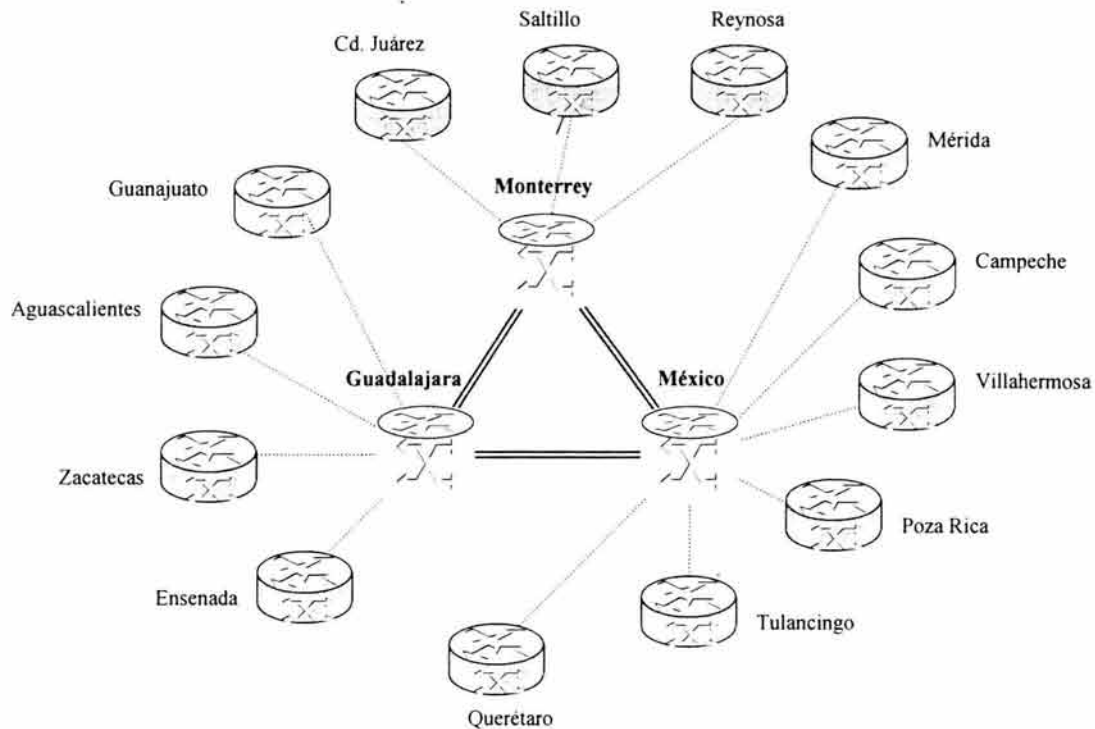 Saltillo
Reynosa
Cd. Juárez
Mérida
Guanajuato
Monterrey
Campeche
Aguascalientes
Guadalajara
México
Villahermosa
Zacatecas
Poza Rica
Ensenada
Tulancingo
Querétaro